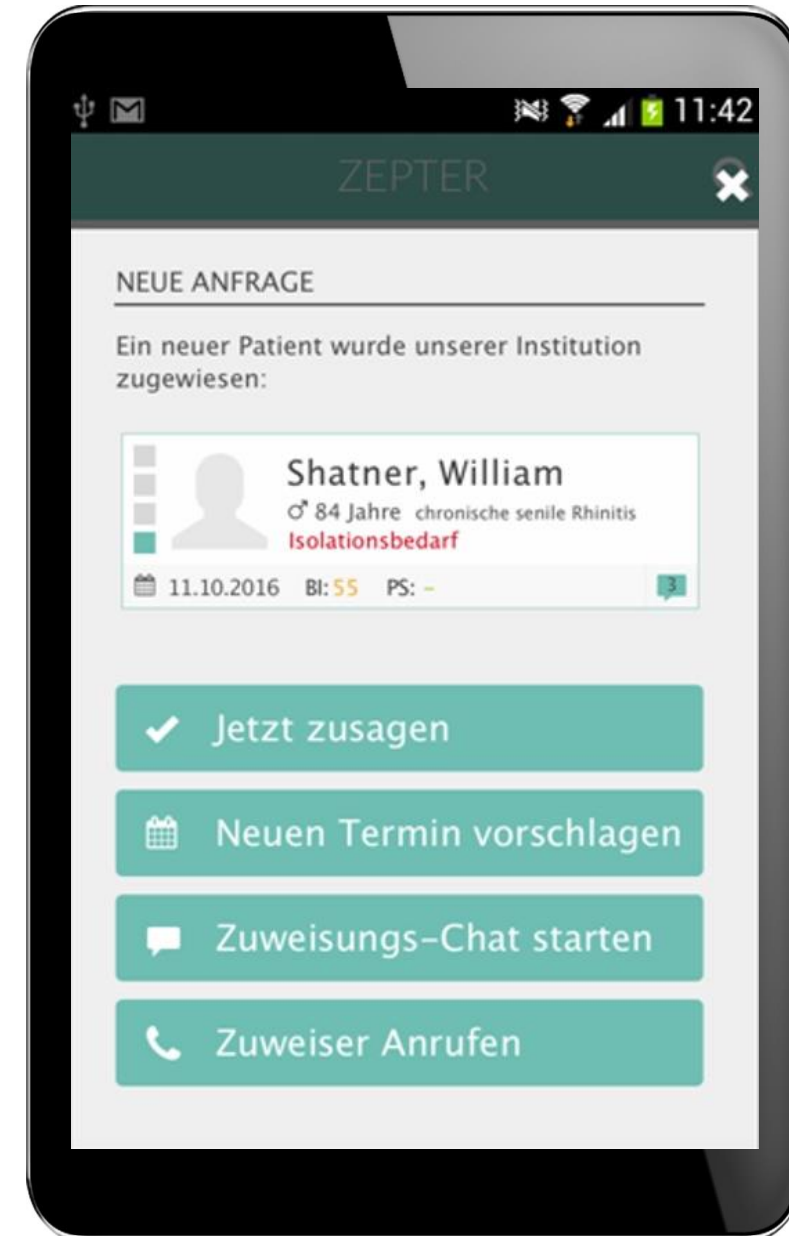 11:42
ZEPTER
NEUE ANFRAGE
Ein neuer Patient wurde unserer Institution
zugewiesen:
Shatner, William
♂ 84 Jahre chronische senile Rhinitis
Isolationsbedarf
11.10.2016 BI: 55 PS: – 3
Jetzt zusagen
Neuen Termin vorschlagen
Zuweisungs-Chat starten
Zuweiser Anrufen